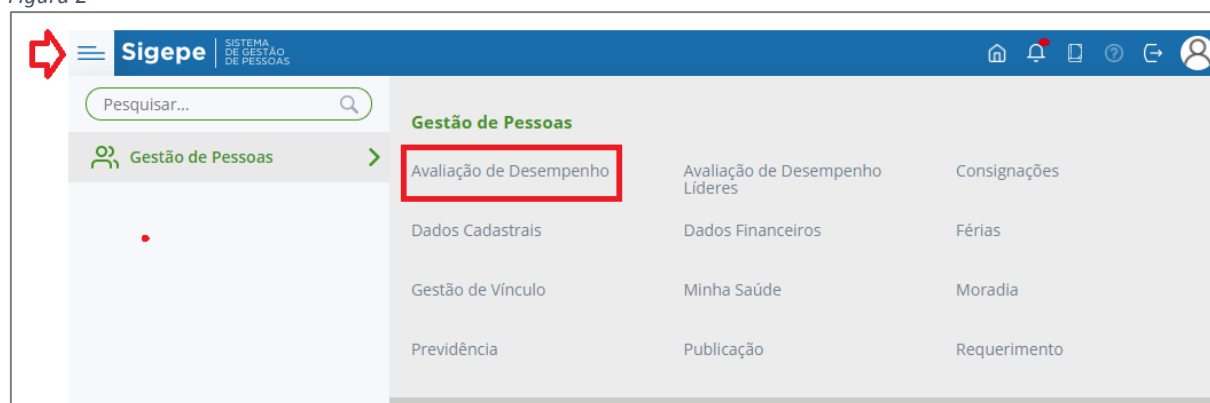 Figura 2
Sigepe
SISTEMA
DE GESTÃO
DE PESSOAS
Pesquisar...
Gestão de Pessoas
Gestão de Pessoas
Avaliação de Desempenho
Avaliação de Desempenho
Líderes
Consignações
Dados Cadastrais
Dados Financeiros
Férias
Gestão de Vínculo
Minha Saúde
Moradia
Previdência
Publicação
Requerimento